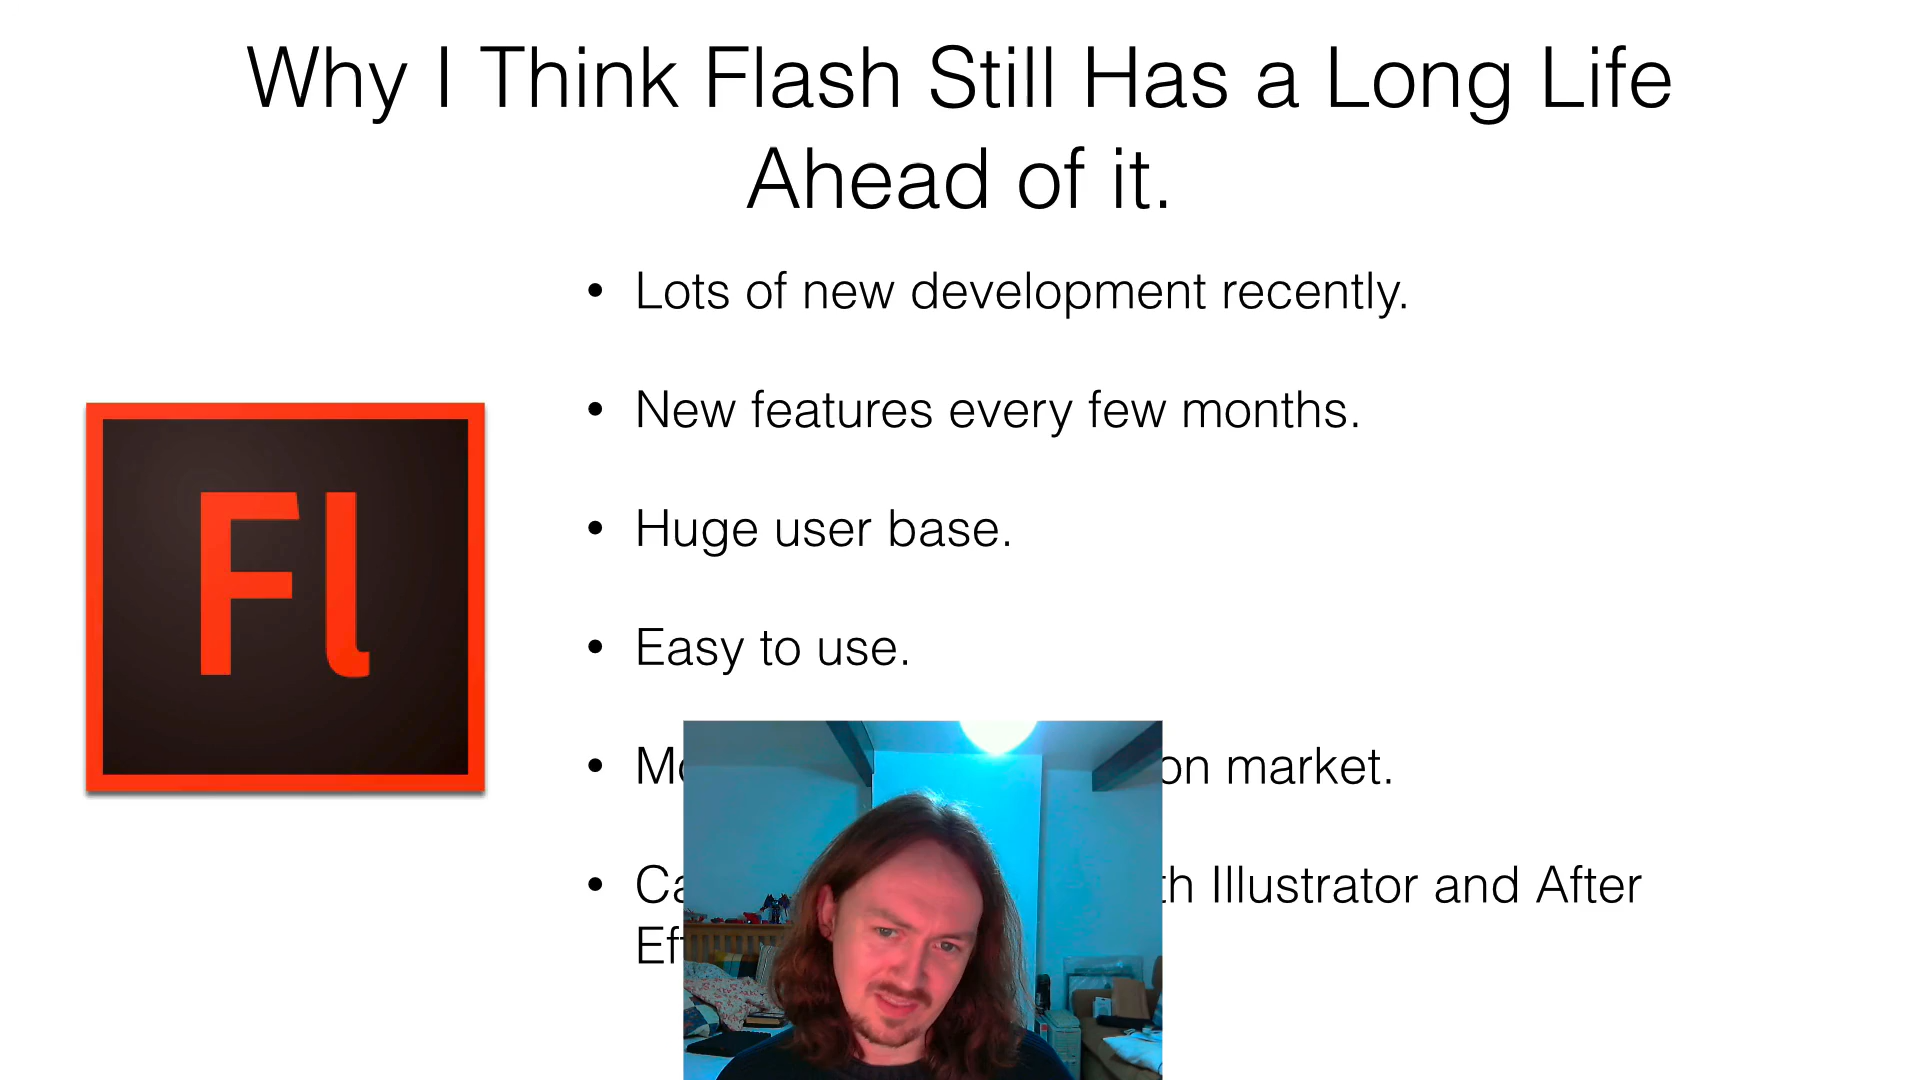 Why I Think Flash Still Has a Long Life
Ahead of it.
• Lots of new development recently.
• New features every few months.
Fl
• Huge user base.
• Easy to use.
• market.
• Illustrator and After